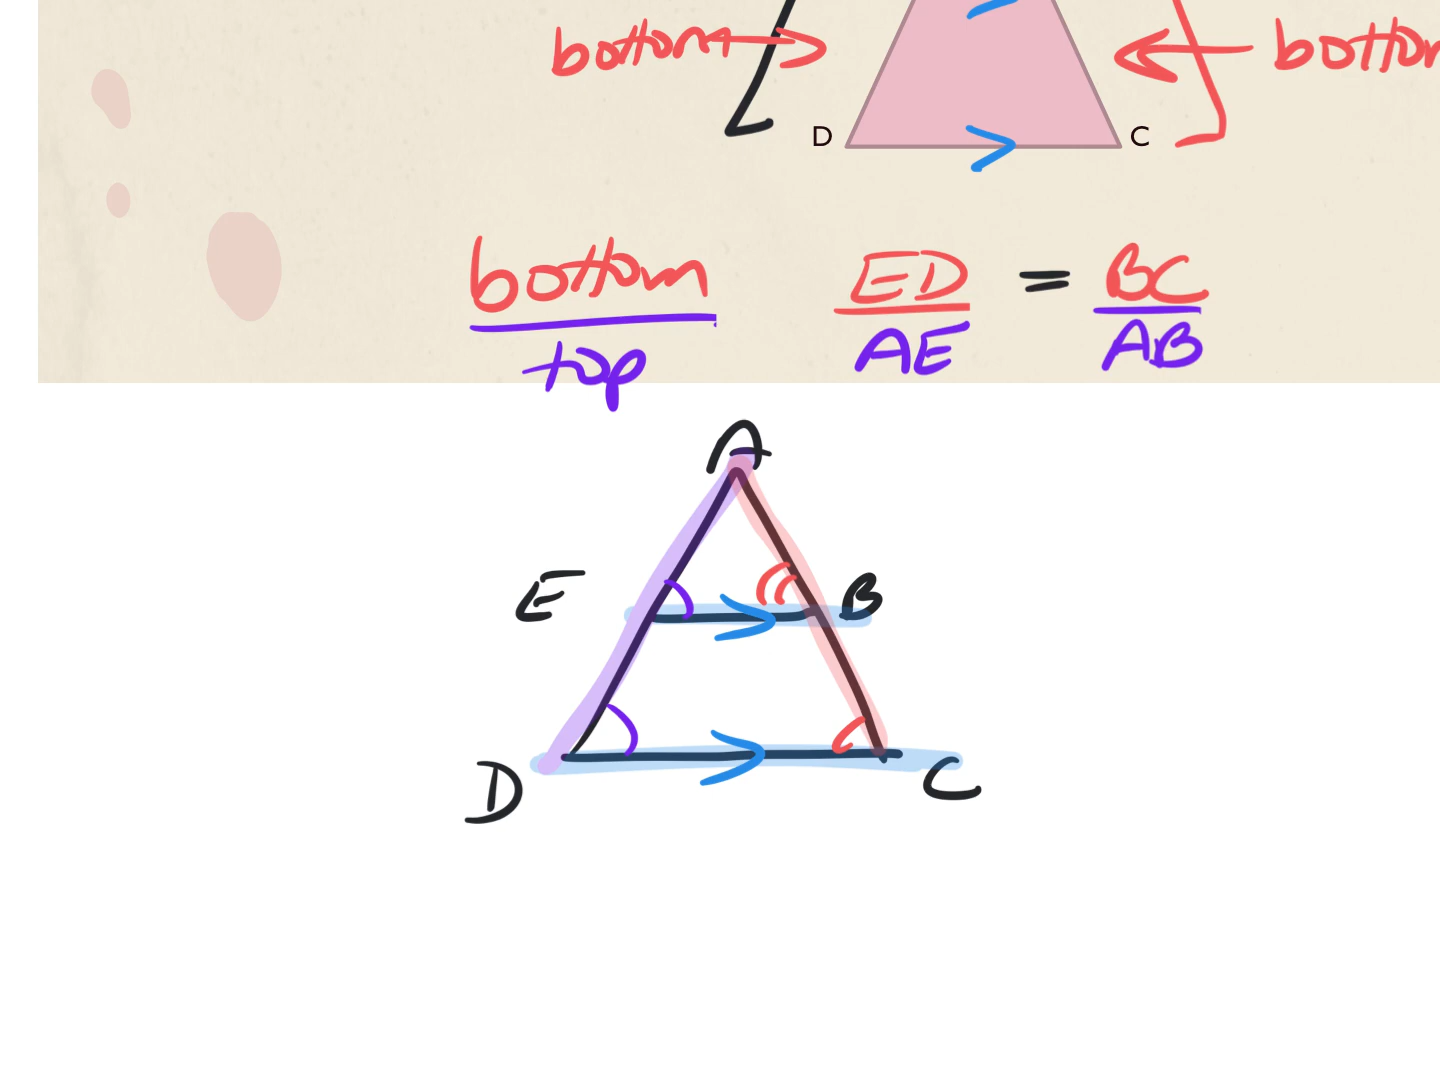 bottom bottom
D C
bottom ED = BC
top AE AB
A
E B
D C